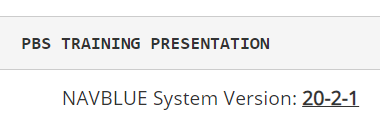 PBS TRAINING PRESENTATION
NAVBLUE System Version: 20-2-1